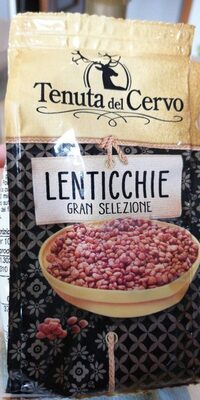 Tenuta del Cervo
LENTICCHIE
GRAN SELEZIONE